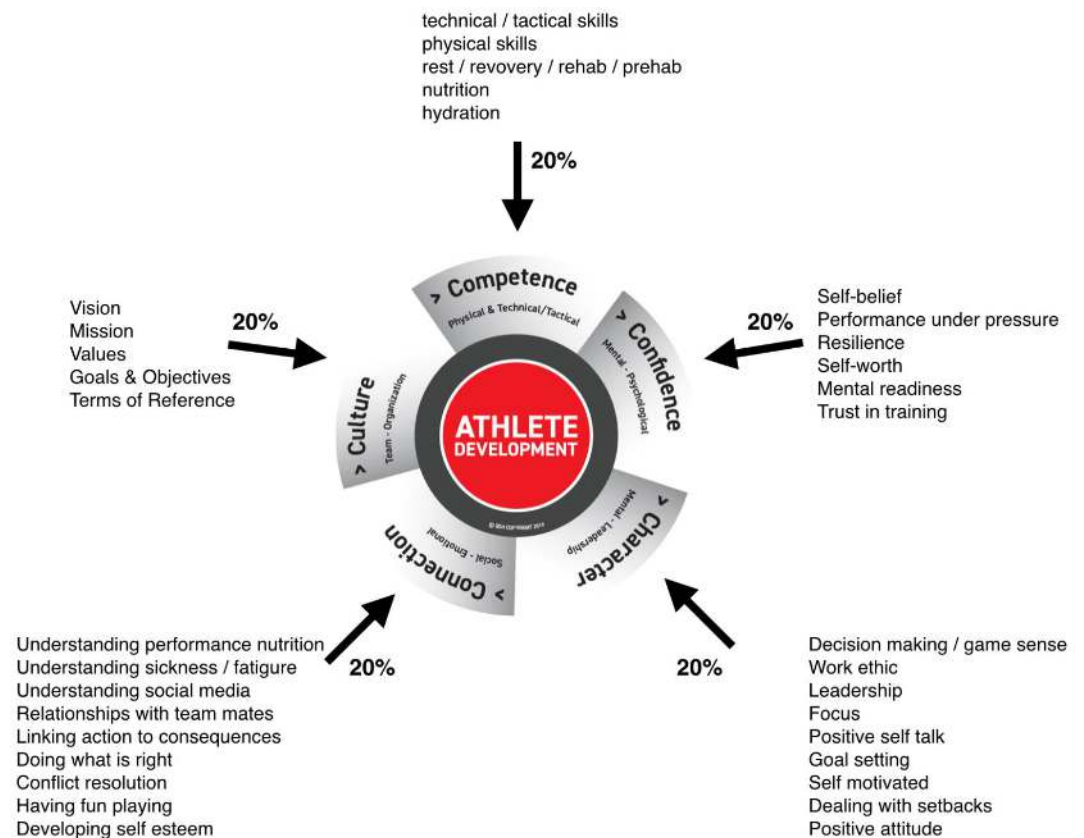 technical / tactical skills
physical skills
rest / revovery / rehab / prehab
nutrition
hydration
20%
> Competence
Physical & Technical/Tactical
Vision
Mission
Values
Goals & Objectives
Terms of Reference
20%
> Culture
Team - Organization
> Confidence
Mental - Psychological
20%
Self-belief
Performance under pressure
Resilience
Self-worth
Mental readiness
Trust in training
ATHLETE
DEVELOPMENT
> Connection
Social - Emotional
> Character
Mental - Leadership
Understanding performance nutrition
Understanding sickness / fatigure
Understanding social media
Relationships with team mates
Linking action to consequences
Doing what is right
Conflict resolution
Having fun playing
Developing self esteem
20%
20%
Decision making / game sense
Work ethic
Leadership
Focus
Positive self talk
Goal setting
Self motivated
Dealing with setbacks
Positive attitude